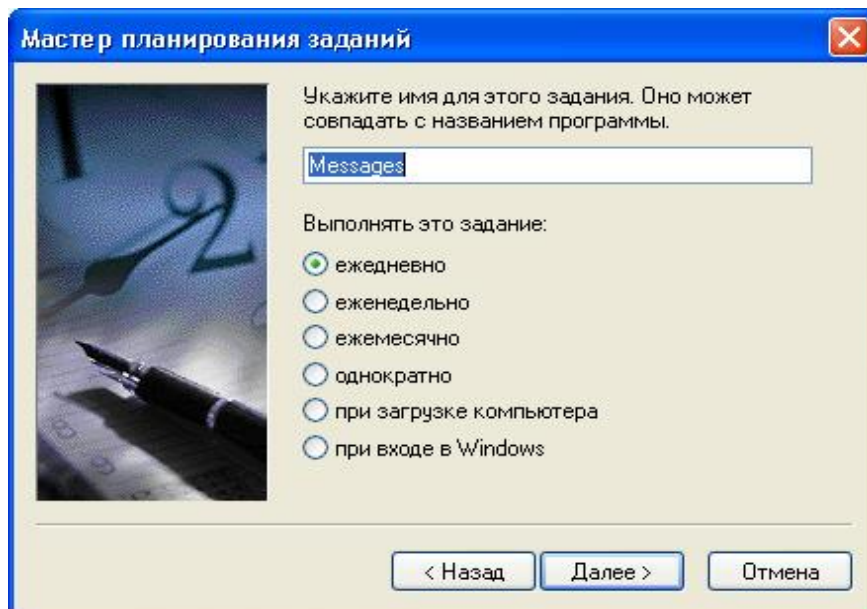 Мастер планирования заданий
Укажите имя для этого задания. Оно может
совпадать с названием программы.
Messages
Выполнять это задание:
ежедневно
еженедельно
ежемесячно
однократно
при загрузке компьютера
при входе в Windows
< Назад
Далее >
Отмена
2